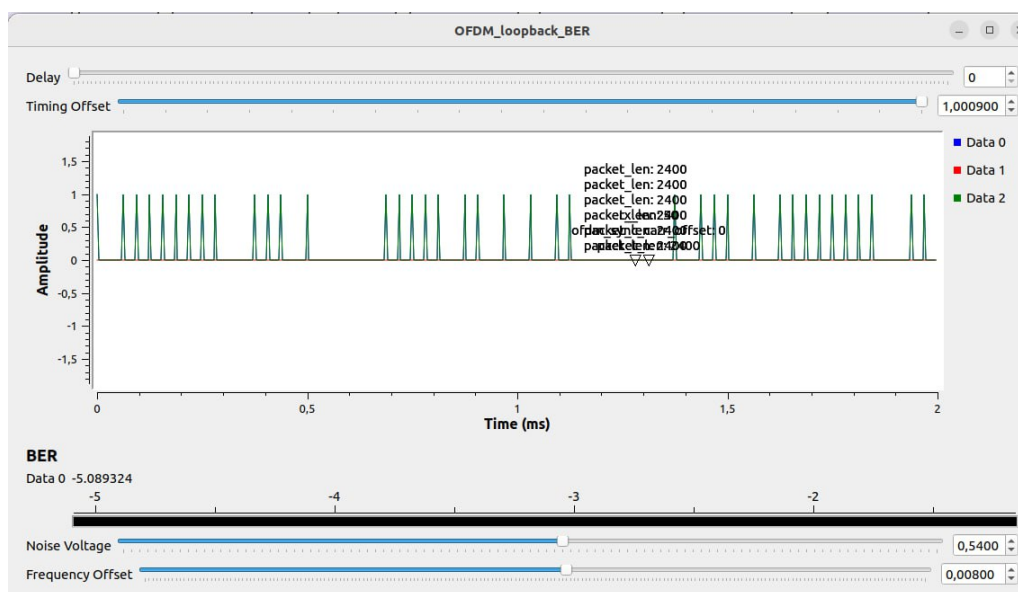 OFDM_loopback_BER
Delay
0
Timing Offset
1,000900
Data 0
Data 1
Data 2
packet_len: 2400
packet_len: 2400
packet_len: 2400
Amplitude
1,5
1
0,5
0
-0,5
-1
-1,5
0
0,5
1
1,5
2
Time (ms)
BER
Data 0 -5.089324
-5
-4
-3
-2
Noise Voltage
0,5400
Frequency Offset
0,00800